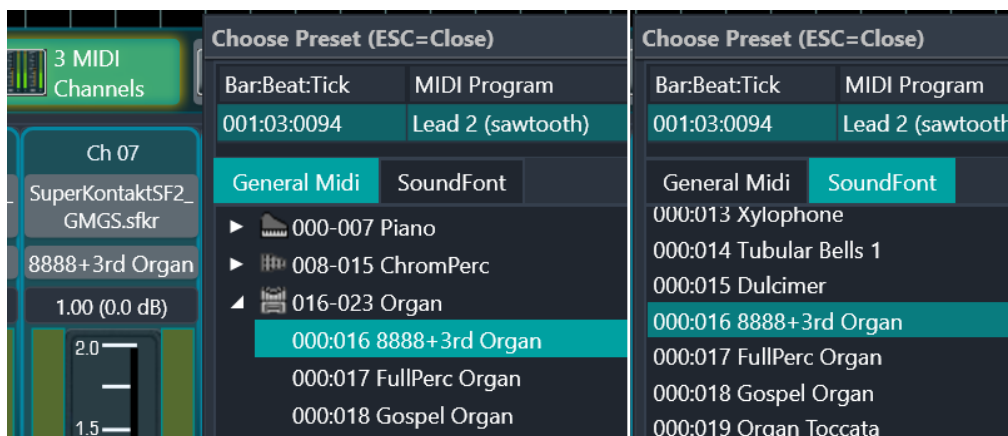 3 MIDI
Channels
Ch 07
SuperKontaktSF2_
GMGS.sfkr
8888+3rd Organ
1.00 (0.0 dB)
2.0
1.5
Choose Preset (ESC=Close)
Bar:Beat:Tick MIDI Program
001:03:0094 Lead 2 (sawtooth)
General Midi SoundFont
000-007 Piano
008-015 ChromPerc
016-023 Organ
000:016 8888+3rd Organ
000:017 FullPerc Organ
000:018 Gospel Organ
Choose Preset (ESC=Close)
Bar:Beat:Tick MIDI Program
001:03:0094 Lead 2 (sawtooth
General Midi SoundFont
000:013 Xylophone
000:014 Tubular Bells 1
000:015 Dulcimer
000:016 8888+3rd Organ
000:017 FullPerc Organ
000:018 Gospel Organ
000:019 Organ Toccata